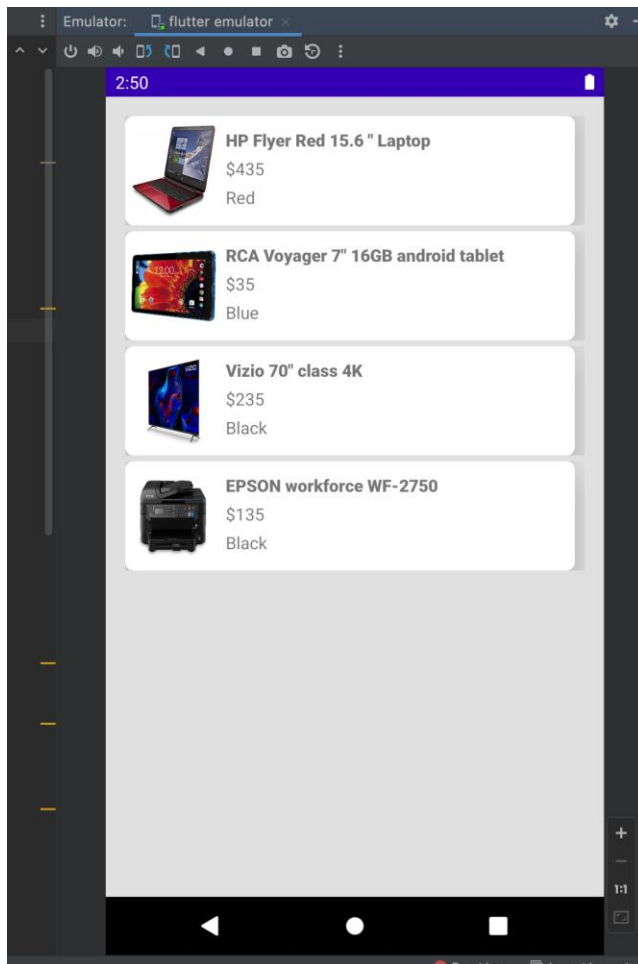 Emulator: flutter emulator
2:50
HP Flyer Red 15.6 " Laptop
$435
Red
RCA Voyager 7" 16GB android tablet
$35
Blue
Vizio 70" class 4K
$235
Black
EPSON workforce WF-2750
$135
Black
1:1